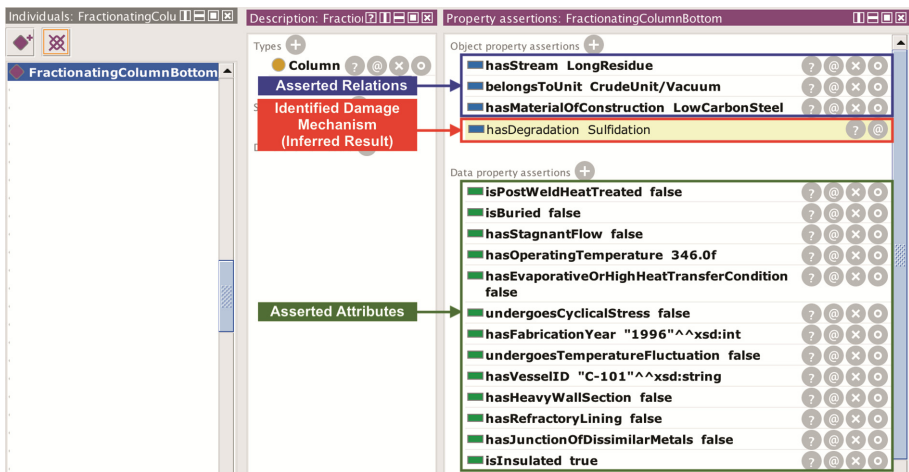 Individuals: FractionatingColu
Description: Fraction
Property assertions: FractionatingColumnBottom
FractionatingColumnBottom
Types
Column
Asserted Relations
Identified Damage
Mechanism
(Inferred Result)
Asserted Attributes
Object property assertions
hasStream LongResidue
belongsToUnit CrudeUnit/Vacuum
hasMaterialOfConstruction LowCarbonSteel
hasDegradation Sulfidation
Data property assertions
isPostWeldHeatTreated false
isBuried false
hasStagnantFlow false
hasOperatingTemperature 346.0f
hasEvaporativeOrHighHeatTransferCondition
false
undergoesCyclicalStress false
hasFabricationYear "1996"^^xsd:int
undergoesTemperatureFluctuation false
hasVesselID "C-101"^^xsd:string
hasHeavyWallSection false
hasRefractoryLining false
hasJunctionOfDissimilarMetals false
isInsulated true